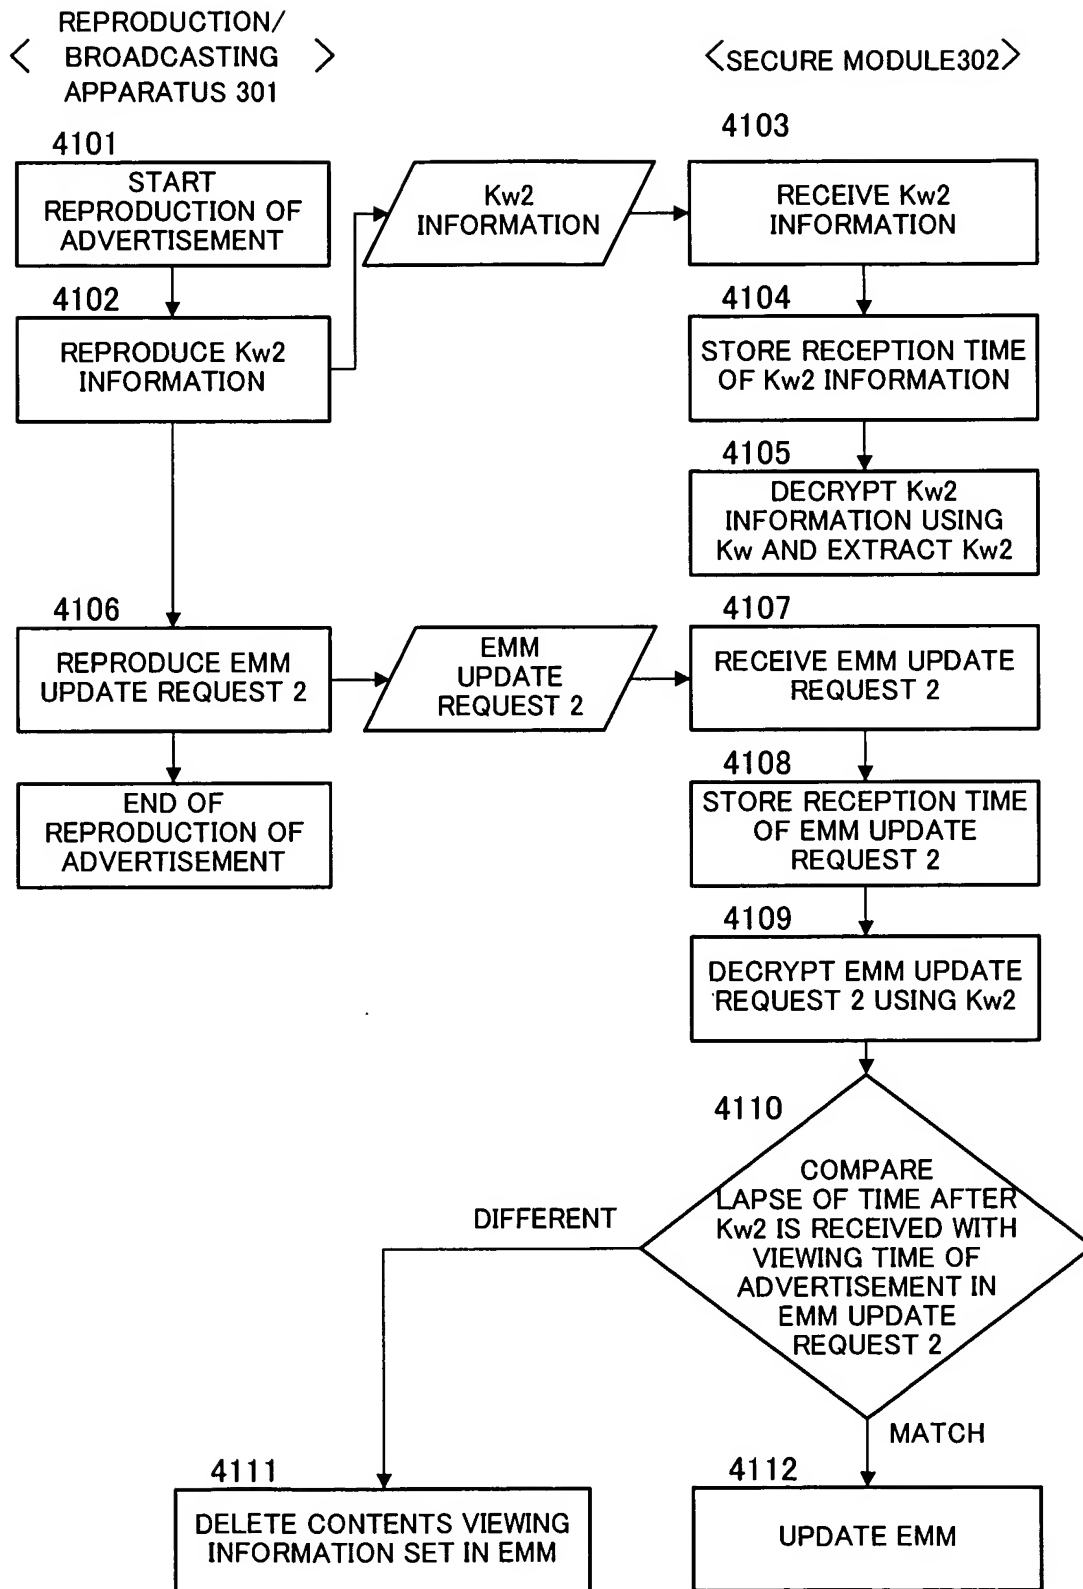 REPRODUCTION/
< BROADCASTING >
APPARATUS 301
<SECURE MODULE302>
4101
START
REPRODUCTION OF
ADVERTISEMENT
Kw2
INFORMATION
4103
RECEIVE Kw2
INFORMATION
4102
REPRODUCE Kw2
INFORMATION
4104
STORE RECEPTION TIME
OF Kw2 INFORMATION
4105
DECRYPT Kw2
INFORMATION USING
Kw AND EXTRACT Kw2
4106
REPRODUCE EMM
UPDATE REQUEST 2
EMM
UPDATE
REQUEST 2
4107
RECEIVE EMM UPDATE
REQUEST 2
END OF
REPRODUCTION OF
ADVERTISEMENT
4108
STORE RECEPTION TIME
OF EMM UPDATE
REQUEST 2
4109
DECRYPT EMM UPDATE
REQUEST 2 USING Kw2
4110
COMPARE
LAPSE OF TIME AFTER
Kw2 IS RECEIVED WITH
VIEWING TIME OF
ADVERTISEMENT IN
EMM UPDATE
REQUEST 2
DIFFERENT
MATCH
4111
DELETE CONTENTS VIEWING
INFORMATION SET IN EMM
4112
UPDATE EMM